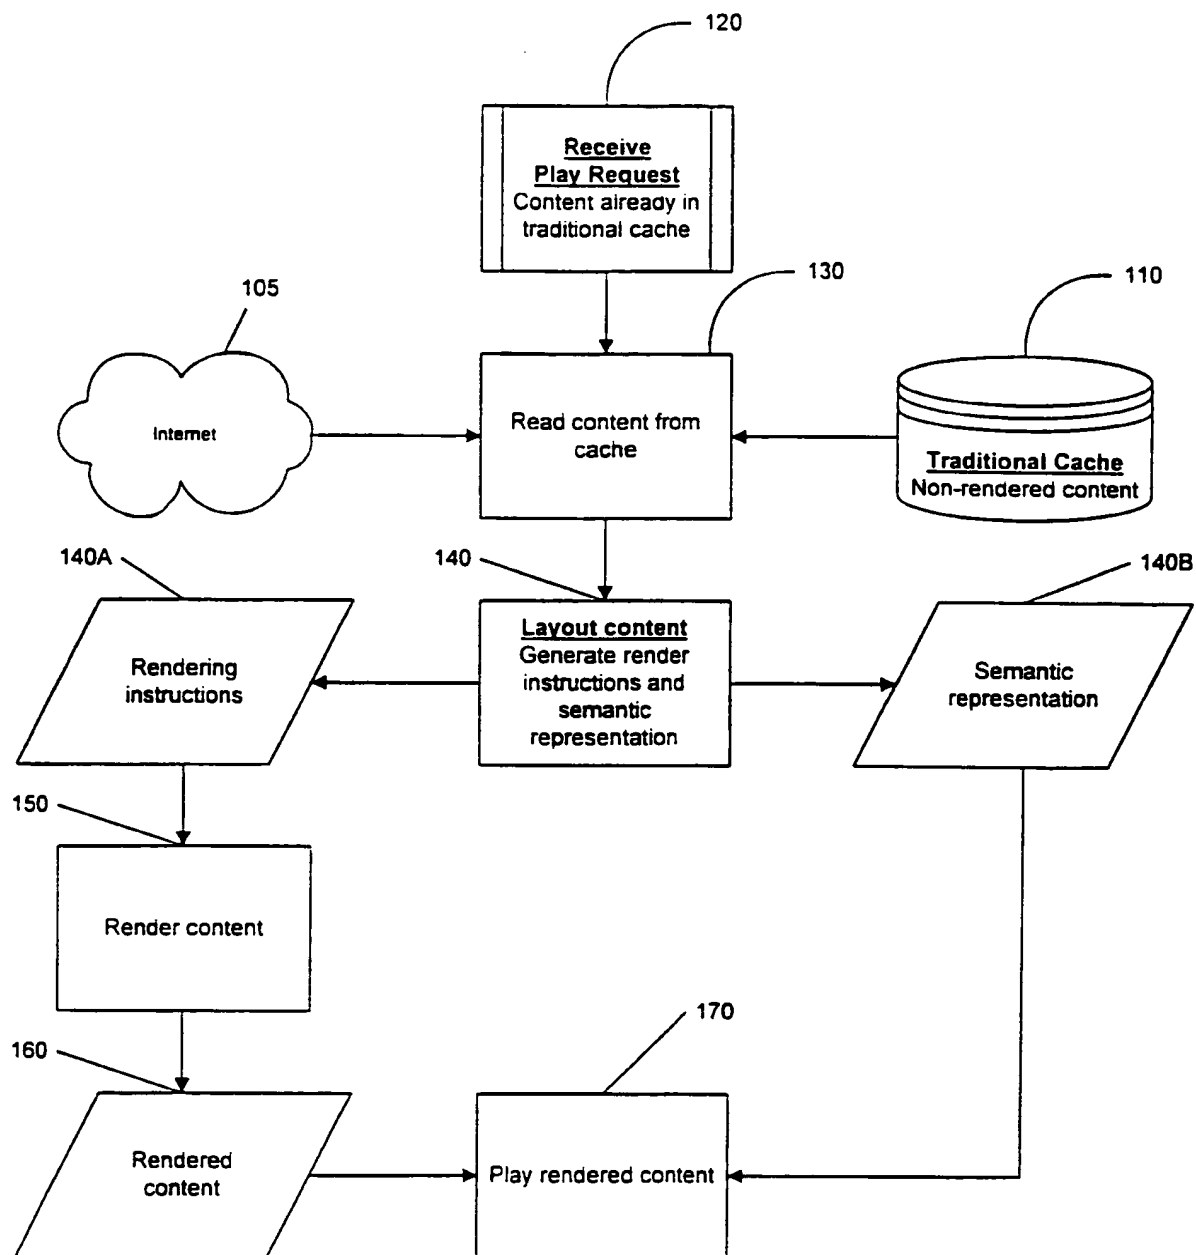 120
Receive
Play Request
Content already in
traditional cache
130
110
105
Internet
Read content from
cache
Traditional Cache
Non-rendered content
140A
140
140B
Rendering
instructions
Layout content
Generate render
instructions and
semantic
representation
Semantic
representation
150
Render content
160
170
Rendered
content
Play rendered content